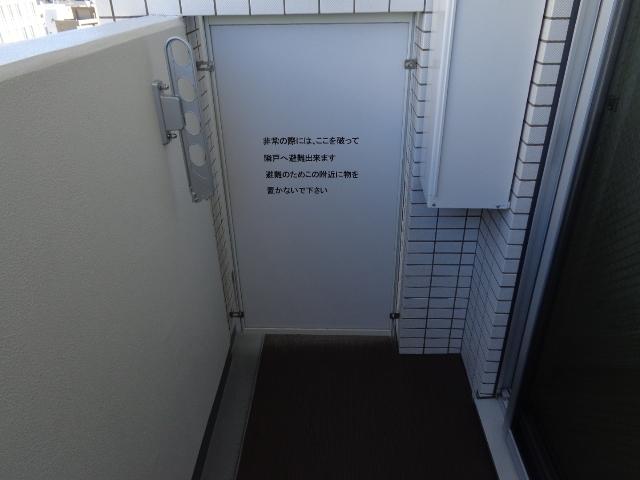 非常の際には、ここを破って
隣戸へ避難出来ます
避難のためこの附近に物を
置かないで下さい